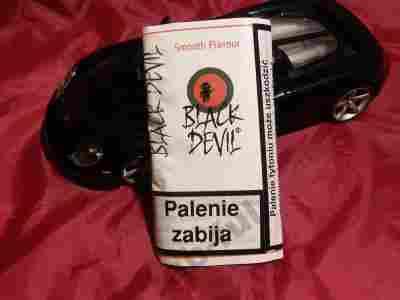 Smooth Flavour
BLACK DEVIL
BLACK
DEVIL
Palenie
zabija
Palenie tytoniu może uszkodzić